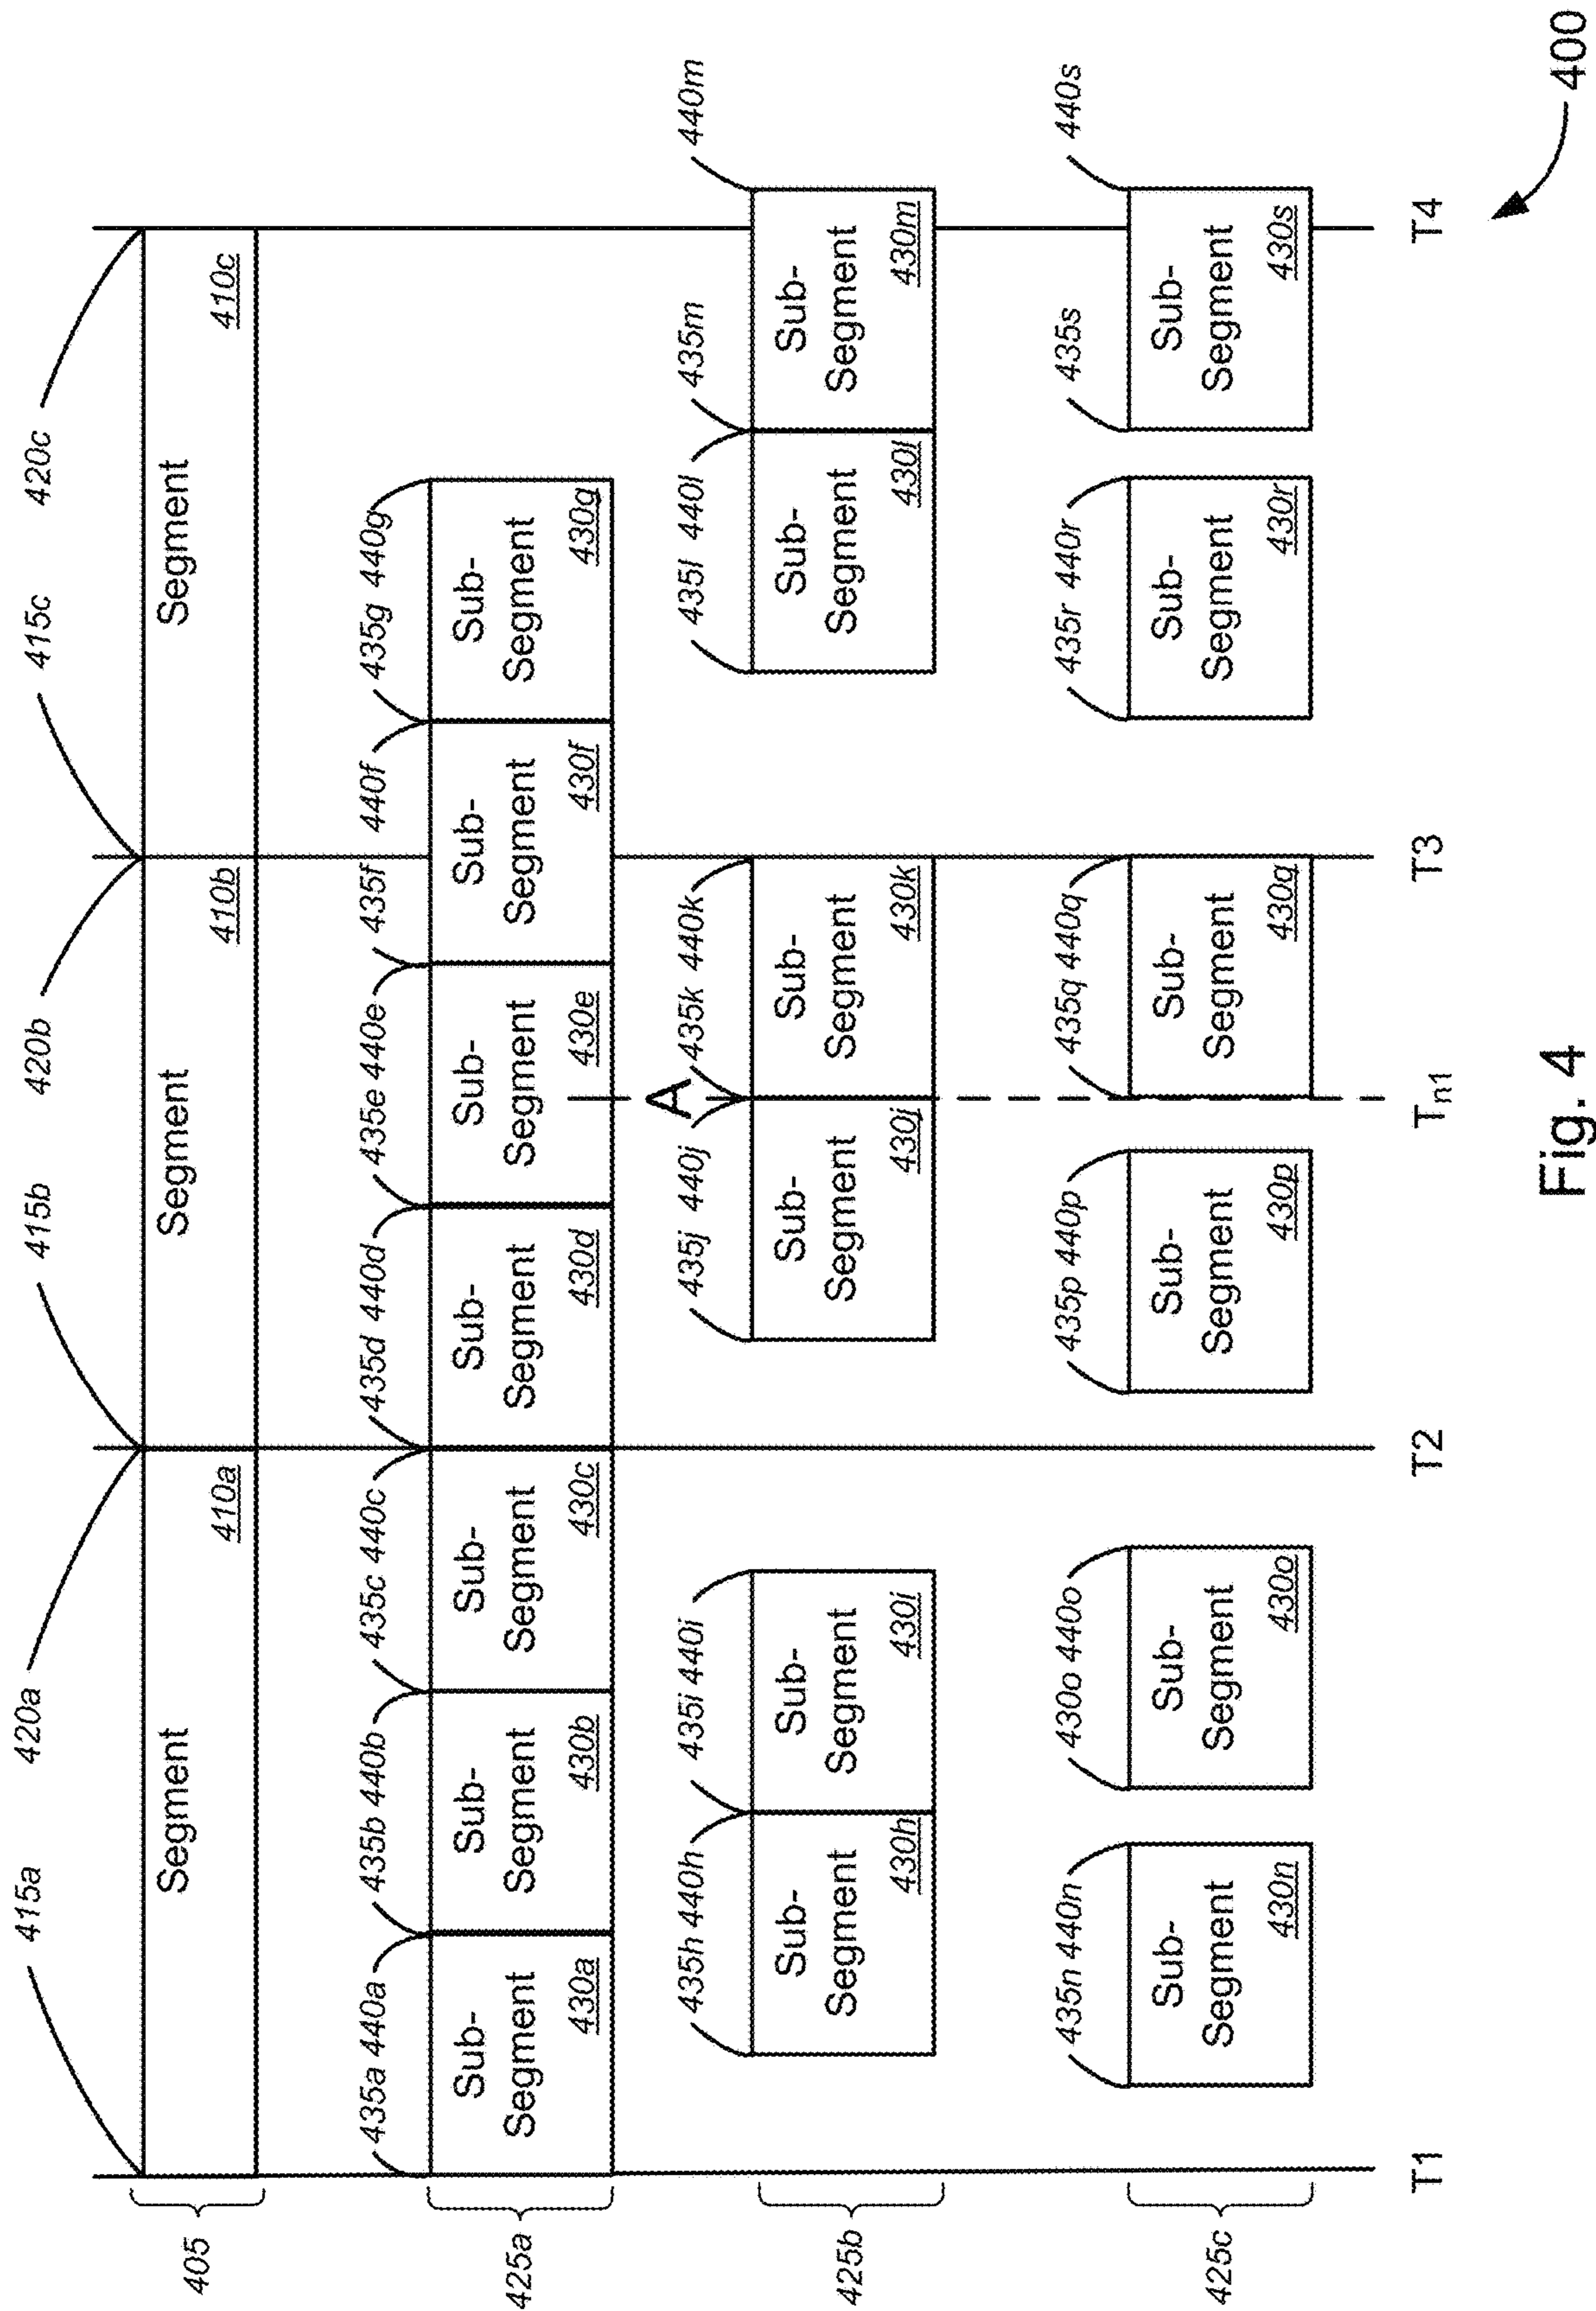 415a 420a 415b 420b 415c 420c
405
Segment 410a
Segment 410b
Segment 410c
435a 440a 435b 440b 435c 440c 435d 440d 435e 440e 435f 440f 435g 440g
425a
Sub-Segment 430a
Sub-Segment 430b
Sub-Segment 430c
Sub-Segment 430d
Sub-Segment 430e
Sub-Segment 430f
Sub-Segment 430g
A
435h 440h 435i 440i 435j 440j 435k 440k 435l 440l 435m 440m
425b
Sub-Segment 430h
Sub-Segment 430i
Sub-Segment 430j
Sub-Segment 430k
Sub-Segment 430l
Sub-Segment 430m
435n 440n 430o 440o 435p 440p 435q 440q 435r 440r 435s 440s
425c
Sub-Segment 430n
Sub-Segment 430o
Sub-Segment 430p
Sub-Segment 430q
Sub-Segment 430r
Sub-Segment 430s
T1 T2 Tn1 T3 T4
400
Fig. 4